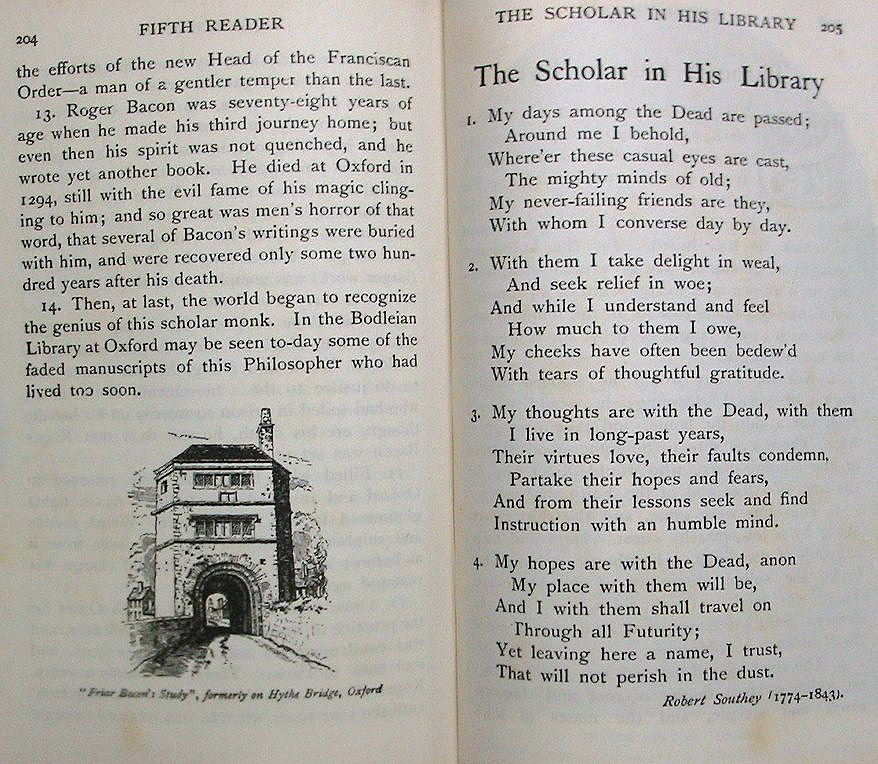 204
FIFTH READER
the efforts of the new Head of the Franciscan
Order—a man of a gentler temper than the last.
13. Roger Bacon was seventy-eight years of
age when he made his third journey home; but
even then his spirit was not quenched, and he
wrote yet another book. He died at Oxford in
1294, still with the evil fame of his magic cling-
ing to him; and so great was men's horror of that
word, that several of Bacon's writings were buried
with him, and were recovered only some two hun-
dred years after his death.
14. Then, at last, the world began to recognize
the genius of this scholar monk. In the Bodleian
Library at Oxford may be seen to-day some of the
faded manuscripts of this Philosopher who had
lived too soon.
"Friar Bacon's Study", formerly on Hythe Bridge, Oxford
THE SCHOLAR IN HIS LIBRARY 205
The Scholar in His Library
1. My days among the Dead are passed;
Around me I behold,
Where'er these casual eyes are cast,
The mighty minds of old;
My never-failing friends are they,
With whom I converse day by day.
2. With them I take delight in weal,
And seek relief in woe;
And while I understand and feel
How much to them I owe,
My cheeks have often been bedew'd
With tears of thoughtful gratitude.
3. My thoughts are with the Dead, with them
I live in long-past years,
Their virtues love, their faults condemn,
Partake their hopes and fears,
And from their lessons seek and find
Instruction with an humble mind.
4. My hopes are with the Dead, anon
My place with them will be,
And I with them shall travel on
Through all Futurity;
Yet leaving here a name, I trust,
That will not perish in the dust.
Robert Southey (1774–1843).